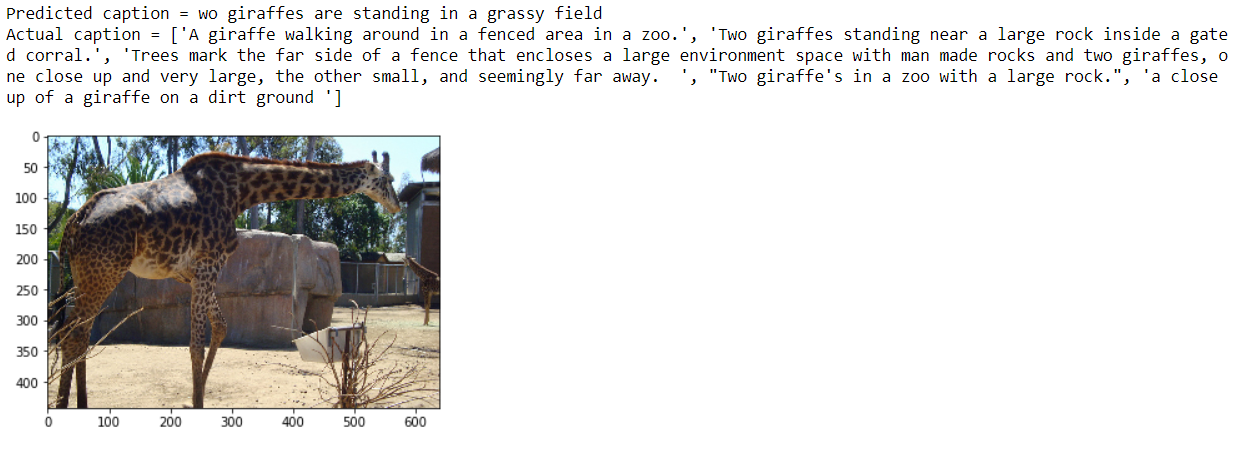 Predicted caption = wo giraffes are standing in a grassy field
Actual caption = ['A giraffe walking around in a fenced area in a zoo.', 'Two giraffes standing near a large rock inside a gate
d corral.', 'Trees mark the far side of a fence that encloses a large environment space with man made rocks and two giraffes, o
ne close up and very large, the other small, and seemingly far away.  ', "Two giraffe's in a zoo with a large rock.", 'a close
up of a giraffe on a dirt ground ']
0
50
100
150
200
250
300
350
400
0 100 200 300 400 500 600